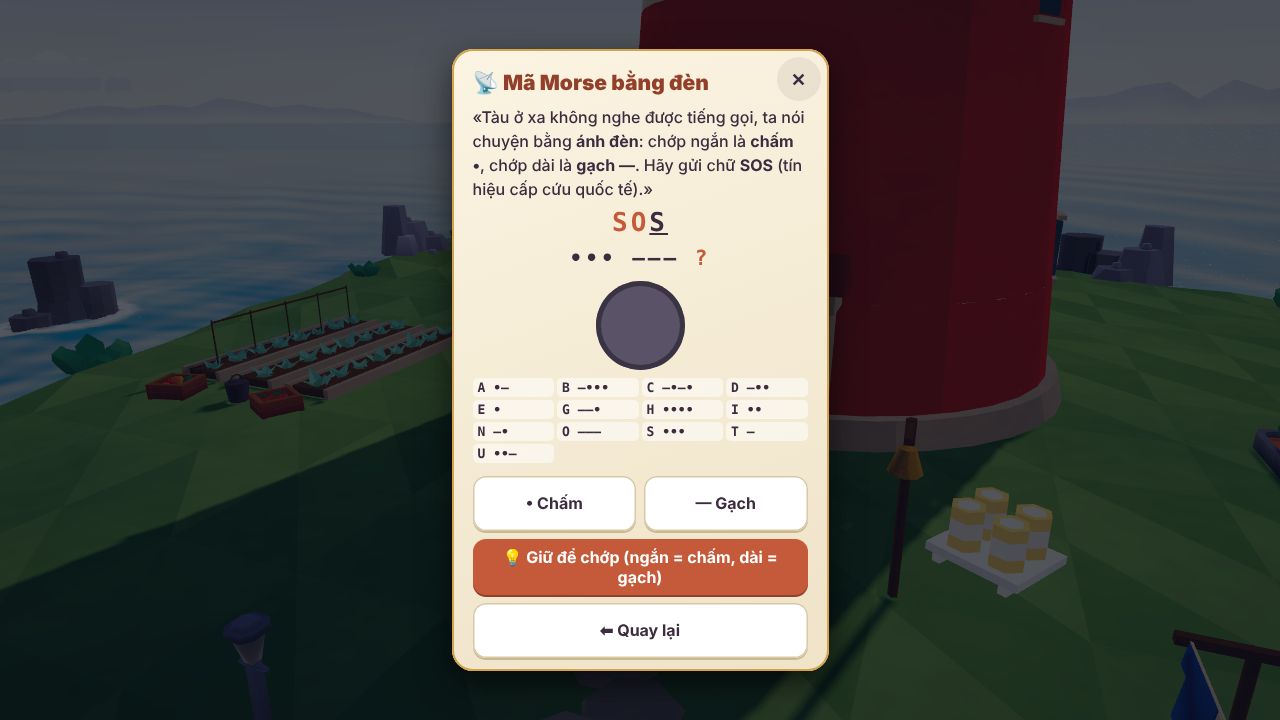 📡 Mã Morse bằng đèn ✕
«Tàu ở xa không nghe được tiếng gọi, ta nói
chuyện bằng ánh đèn: chớp ngắn là chấm
•, chớp dài là gạch —. Hãy gửi chữ SOS (tín
hiệu cấp cứu quốc tế).»
SOS
••• ——— ?
A •— B —••• C —•—• D —••
E • G ——• H •••• I ••
N —• O ——— S ••• T —
U ••—
• Chấm — Gạch
💡 Giữ để chớp (ngắn = chấm, dài =
gạch)
⬅ Quay lại